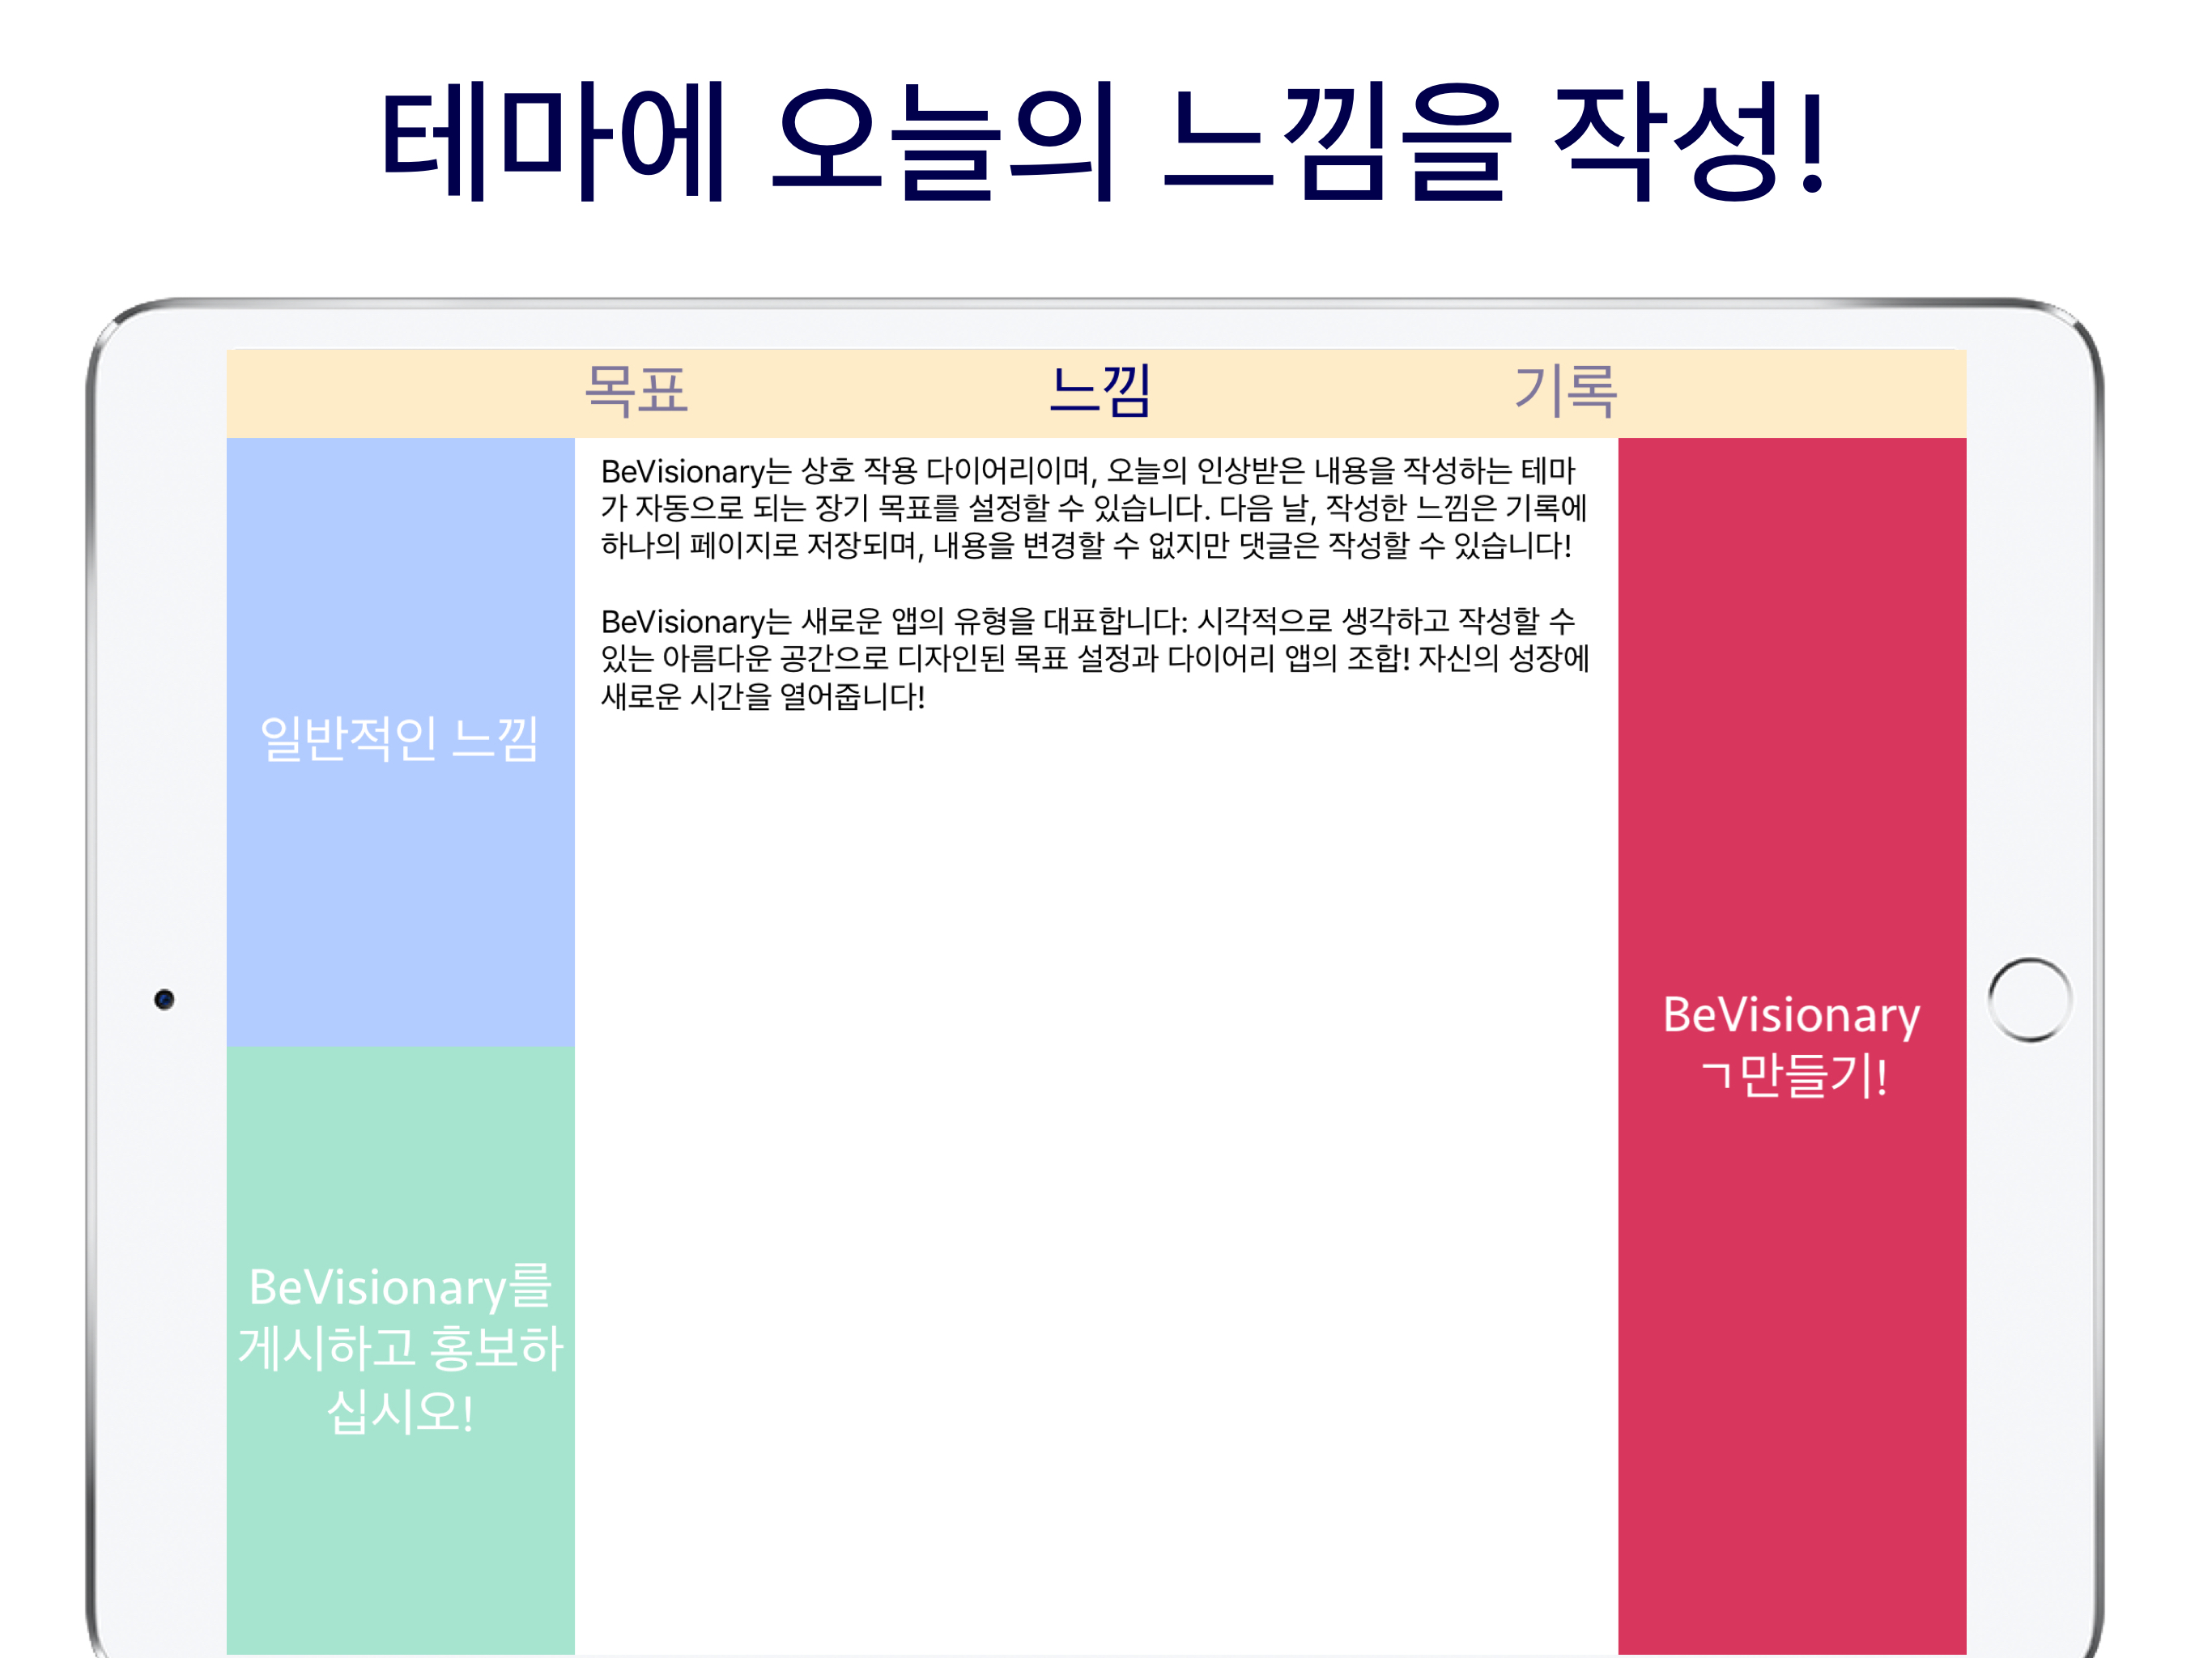 테마에 오늘의 느낌을 작성!
목표 느낌 기록
일반적인 느낌
BeVisionary를
게시하고 홍보하
십시오!
BeVisionary는 상호 작용 다이어리이며, 오늘의 인상받은 내용을 작성하는 테마
가 자동으로 되는 장기 목표를 설정할 수 있습니다. 다음 날, 작성한 느낌은 기록에
하나의 페이지로 저장되며, 내용을 변경할 수 없지만 댓글은 작성할 수 있습니다!
BeVisionary는 새로운 앱의 유형을 대표합니다: 시각적으로 생각하고 작성할 수
있는 아름다운 공간으로 디자인된 목표 설정과 다이어리 앱의 조합! 자신의 성장에
새로운 시간을 열어줍니다!
BeVisionary
ㄱ만들기!